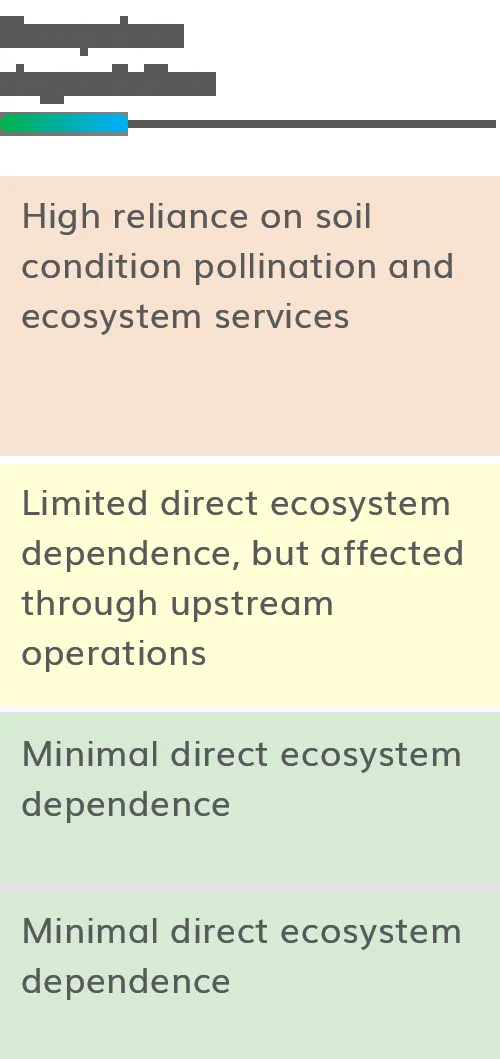 High reliance on soil
condition pollination and
ecosystem services
Limited direct ecosystem
dependence, but affected
through upstream
operations
Minimal direct ecosystem
dependence
Minimal direct ecosystem
dependence